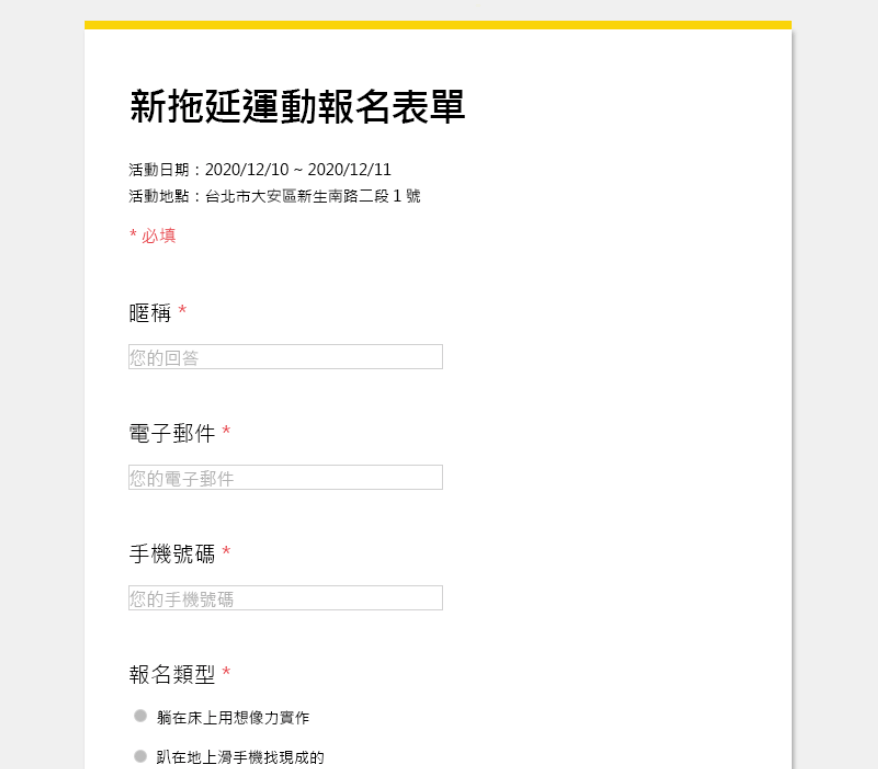 新拖延運動報名表單
活動日期：2020/12/10 ~ 2020/12/11
活動地點：台北市大安區新生南路二段 1 號
* 必填
暱稱 *
您的回答
電子郵件 *
您的電子郵件
手機號碼 *
您的手機號碼
報名類型 *
躺在床上用想像力實作
趴在地上滑手機找現成的